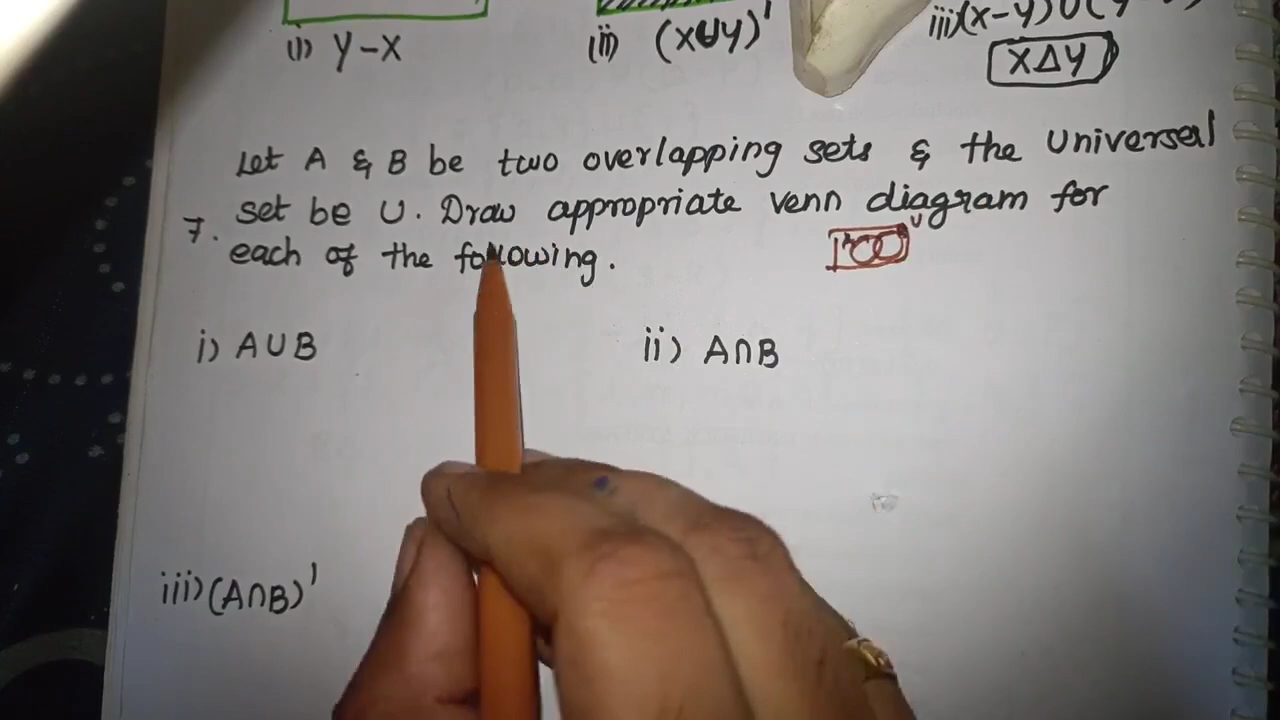 (i) Y-X
(ii) (X∪Y)'
iii)(X-Y)∪(Y
XΔY
Let A & B be two overlapping sets & the Universal
7. set be U. Draw appropriate venn diagram for
each of the following.
U
i) A∪B
ii) A∩B
iii)(A∩B)'